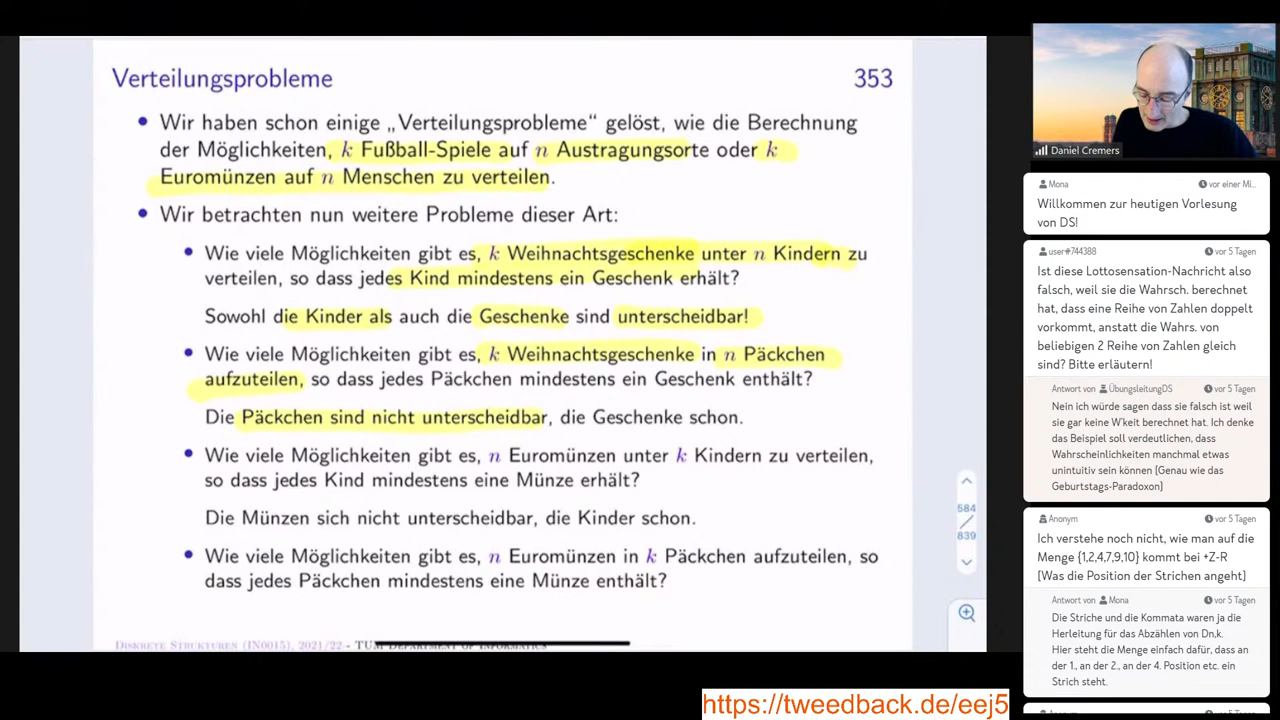 Verteilungsprobleme 353
• Wir haben schon einige „Verteilungsprobleme“ gelöst, wie die Berechnung
der Möglichkeiten, k Fußball-Spiele auf n Austragungsorte oder k
Euromünzen auf n Menschen zu verteilen.
• Wir betrachten nun weitere Probleme dieser Art:
• Wie viele Möglichkeiten gibt es, k Weihnachtsgeschenke unter n Kindern zu
verteilen, so dass jedes Kind mindestens ein Geschenk erhält?
Sowohl die Kinder als auch die Geschenke sind unterscheidbar!
• Wie viele Möglichkeiten gibt es, k Weihnachtsgeschenke in n Päckchen
aufzuteilen, so dass jedes Päckchen mindestens ein Geschenk enthält?
Die Päckchen sind nicht unterscheidbar, die Geschenke schon.
• Wie viele Möglichkeiten gibt es, n Euromünzen unter k Kindern zu verteilen,
so dass jedes Kind mindestens eine Münze erhält?
Die Münzen sich nicht unterscheidbar, die Kinder schon.
• Wie viele Möglichkeiten gibt es, n Euromünzen in k Päckchen aufzuteilen, so
dass jedes Päckchen mindestens eine Münze enthält?
Diskrete Strukturen (IN0015), 2021/22 - TUM Department of Informatics
584
/
839
Daniel Cremers
Mona vor einer Mi...
Willkommen zur heutigen Vorlesung
von DS!
user#744388 vor 5 Tagen
Ist diese Lottosensation-Nachricht also
falsch, weil sie die Wahrsch. berechnet
hat, dass eine Reihe von Zahlen doppelt
vorkommt, anstatt die Wahrs. von
beliebigen 2 Reihe von Zahlen gleich
sind? Bitte erläutern!
Antwort von ÜbungsleitungDS vor 5 Tagen
Nein ich würde sagen dass sie falsch ist weil
sie gar keine W'keit berechnet hat. Ich denke
das Beispiel soll verdeutlichen, dass
Wahrscheinlichkeiten manchmal etwas
unintuitiv sein können [Genau wie das
Geburtstags-Paradoxon]
Anonym vor 5 Tagen
Ich verstehe noch nicht, wie man auf die
Menge {1,2,4,7,9,10} kommt bei +Z-R
[Was die Position der Strichen angeht]
Antwort von Mona vor 5 Tagen
Die Striche und die Kommata waren ja die
Herleitung für das Abzählen von Dn,k.
Hier steht die Menge einfach dafür, dass an
der 1., an der 2., an der 4. Position etc. ein
Strich steht.
https://tweedback.de/eej5